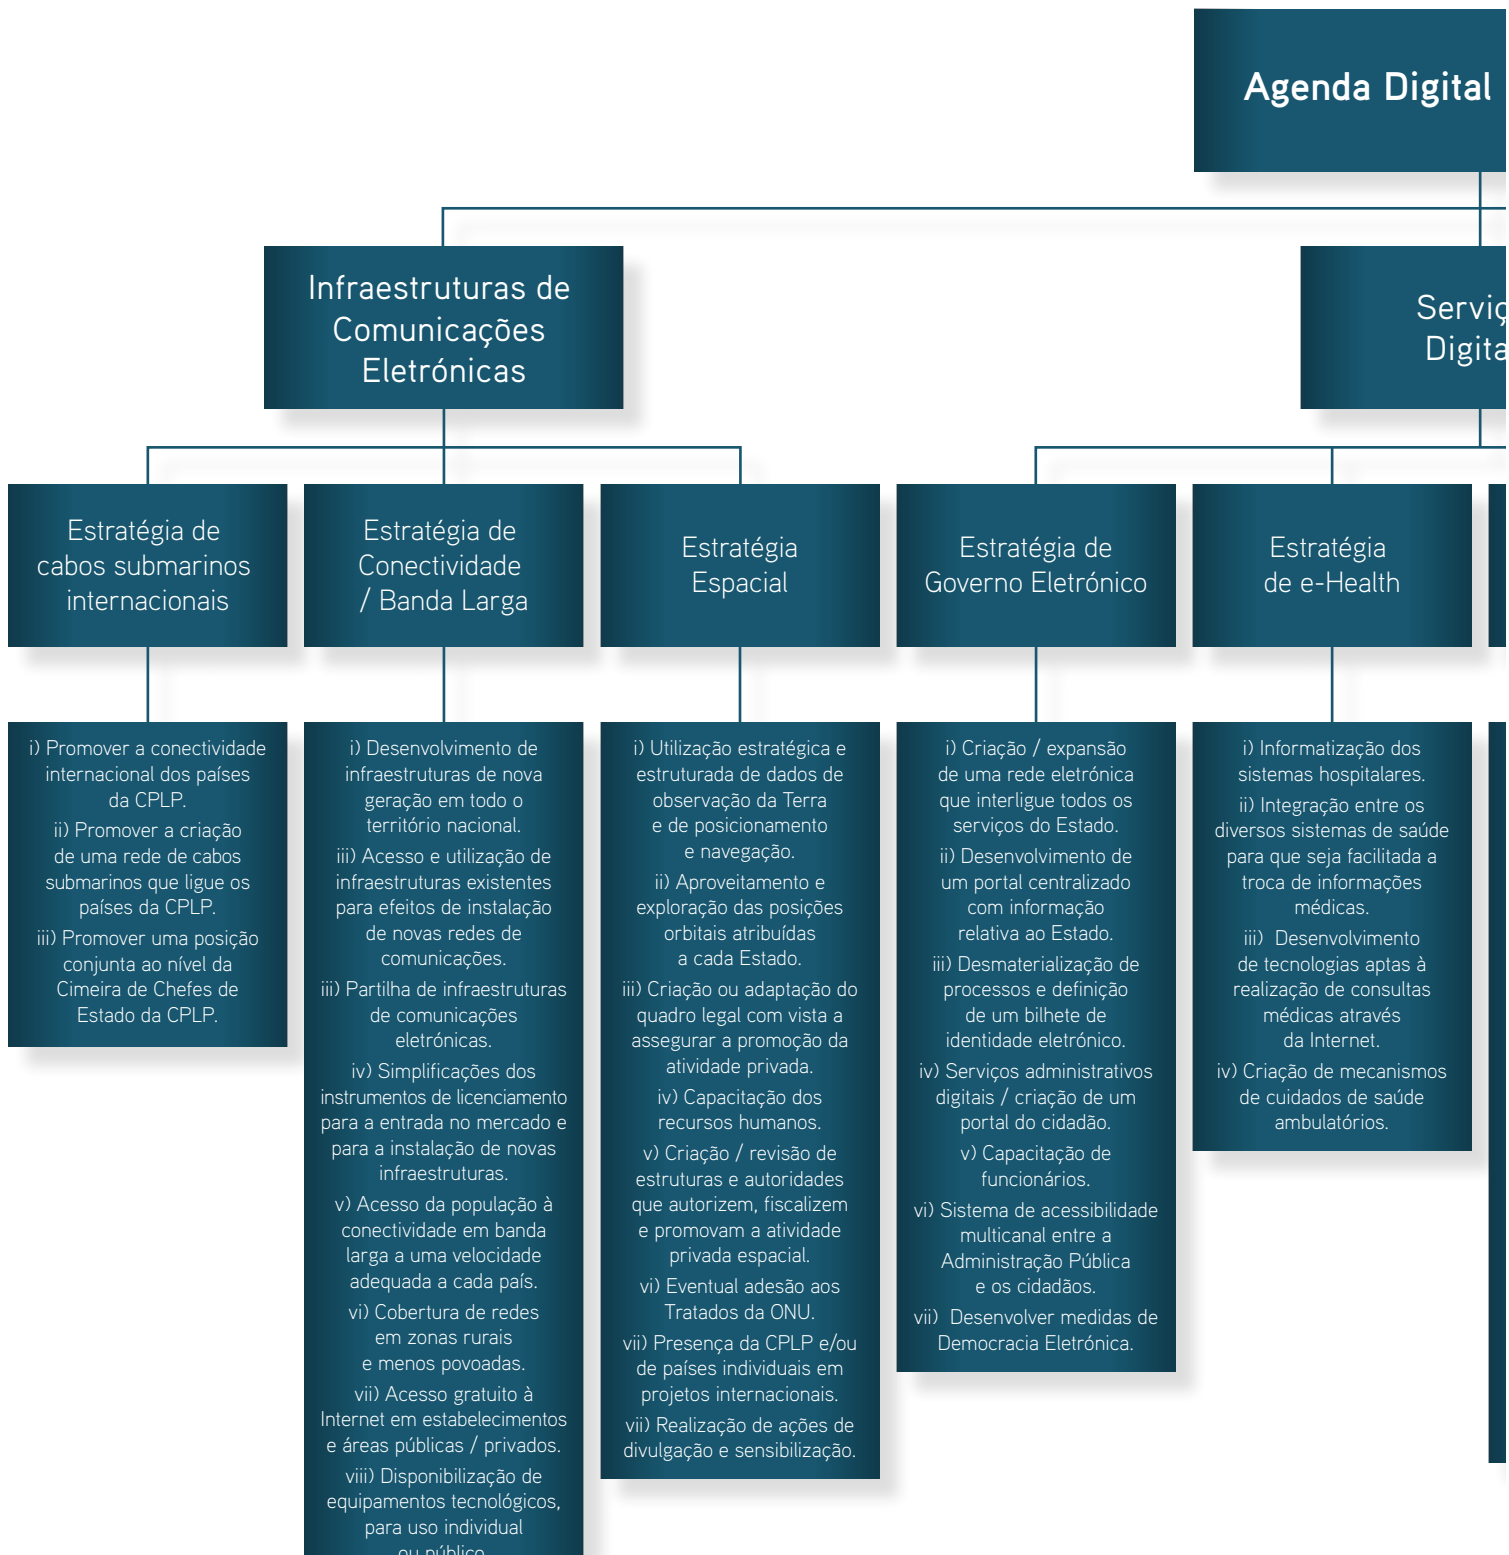 Agenda Digital
Infraestruturas de
Comunicações
Eletrónicas
Estratégia de
cabos submarinos
internacionais
i) Promover a conectividade
internacional dos países
da CPLP.
ii) Promover a criação
de uma rede de cabos
submarinos que ligue os
países da CPLP.
iii) Promover uma posição
conjunta ao nível da
Cimeira de Chefes de
Estado da CPLP.
Estratégia de
Conectividade
/ Banda Larga
i) Desenvolvimento de
infraestruturas de nova
geração em todo o
território nacional.
iii) Acesso e utilização de
infraestruturas existentes
para efeitos de instalação
de novas redes de
comunicações.
iii) Partilha de infraestruturas
de comunicações
eletrónicas.
iv) Simplificações dos
instrumentos de licenciamento
para a entrada no mercado e
para a instalação de novas
infraestruturas.
v) Acesso da população à
conectividade em banda
larga a uma velocidade
adequada a cada país.
vi) Cobertura de redes
em zonas rurais
e menos povoadas.
vii) Acesso gratuito à
Internet em estabelecimentos
e áreas públicas / privados.
viii) Disponibilização de
equipamentos tecnológicos,
para uso individual
ou público
Estratégia
Espacial
i) Utilização estratégica e
estruturada de dados de
observação da Terra
e de posicionamento
e navegação.
ii) Aproveitamento e
exploração das posições
orbitais atribuídas
a cada Estado.
iii) Criação ou adaptação do
quadro legal com vista a
assegurar a promoção da
atividade privada.
iv) Capacitação dos
recursos humanos.
v) Criação / revisão de
estruturas e autoridades
que autorizem, fiscalizem
e promovam a atividade
privada espacial.
vi) Eventual adesão aos
Tratados da ONU.
vii) Presença da CPLP e/ou
de países individuais em
projetos internacionais.
vii) Realização de ações de
divulgação e sensibilização.
Serviç
Digita
Estratégia de
Governo Eletrónico
i) Criação / expansão
de uma rede eletrónica
que interligue todos os
serviços do Estado.
ii) Desenvolvimento de
um portal centralizado
com informação
relativa ao Estado.
iii) Desmaterialização de
processos e definição
de um bilhete de
identidade eletrónico.
iv) Serviços administrativos
digitais / criação de um
portal do cidadão.
v) Capacitação de
funcionários.
vi) Sistema de acessibilidade
multicanal entre a
Administração Pública
e os cidadãos.
vii) Desenvolver medidas de
Democracia Eletrónica.
Estratégia
de e-Health
i) Informatização dos
sistemas hospitalares.
ii) Integração entre os
diversos sistemas de saúde
para que seja facilitada a
troca de informações
médicas.
iii) Desenvolvimento
de tecnologias aptas à
realização de consultas
médicas através
da Internet.
iv) Criação de mecanismos
de cuidados de saúde
ambulatórios.